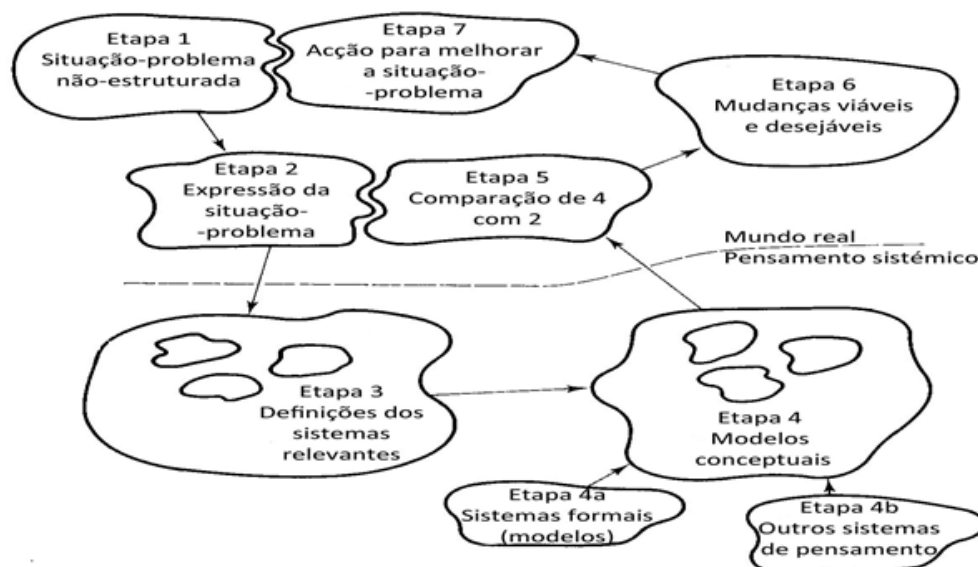 Etapa 1
Situação-problema
não-estruturada
Etapa 7
Acção para melhorar
a situação-
-problema
Etapa 6
Mudanças viáveis
e desejáveis
Etapa 2
Expressão da
situação-
-problema
Etapa 5
Comparação de 4
com 2
Mundo real
Pensamento sistémico
Etapa 3
Definições dos
sistemas
relevantes
Etapa 4
Modelos
conceptuais
Etapa 4a
Sistemas formais
(modelos)
Etapa 4b
Outros sistemas
de pensamento